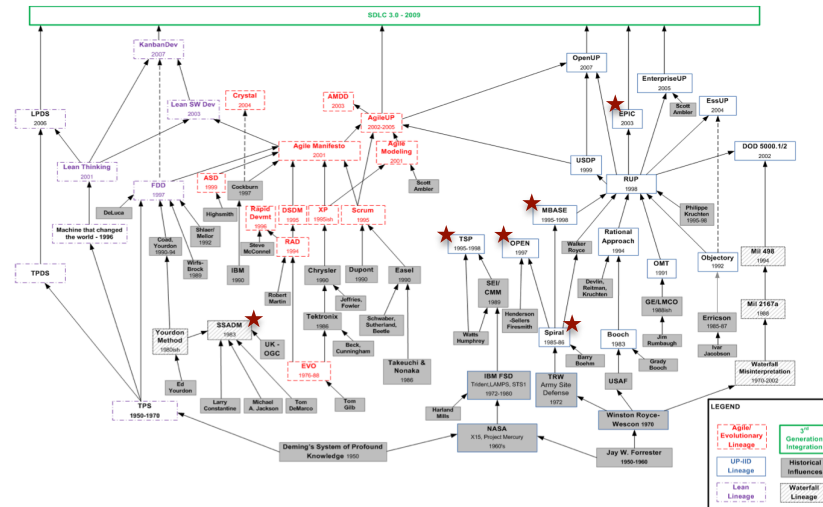 SDLC 3.0 - 2009
KanbanDev
2007
OpenUP
2007
EnterpriseUP
2005
Scott
Ambler
EssUP
2004
Crystal
2004
AMDD
2003
Lean SW Dev
2003
AgileUP
2002-2005
EPIC
2003
LPDS
2006
Agile Manifesto
2001
Agile
Modeling
2001
DOD 5000.1/2
2002
Lean Thinking
2001
USDP
1999
RUP
1998
FDD
1997
ASD
1999
Cockburn
1997
Scott
Ambler
DeLuca
Highsmith
Rapid
Devmt
1996
DSDM
1995
XP
1995ish
Scrum
1995
MBASE
1995-1998
Philippe
Kruchten
1995-98
Machine that changed
the world - 1996
Shlaer/
Mellor
1992
Steve
McConnel
RAD
1994
TSP
1995-1998
OPEN
1997
Walker
Royce
Rational
Approach
1994
Coad,
Yourdon
1990-94
Wirfs-
Brock
1989
IBM
1990
Chrysler
1990
Dupont
1990
Easel
1990
OMT
1991
Objectory
1992
Mil 498
1994
TPDS
SEI/
CMM
1989
Devlin,
Reitman,
Kruchten
Robert
Martin
Jeffries,
Fowler
Schwaber,
Sutherland,
Beetle
Henderson
-Sellers
Firesmith
GE/LMCO
1988ish
Ericson
1985-87
Mil 2167a
1988
Tektronix
1986
Yourdon
Method
1980ish
SSADM
1983
UK -
OGC
Beck,
Cunningham
Watts
Humphrey
Spiral
1985-86
Booch
1983
Jim
Rumbaugh
Ivar
Jacobson
Takeuchi &
Nonaka
1986
Barry
Boehm
Grady
Booch
Ed
Yourdon
EVO
1976-88
IBM FSD
Triden,LAMPS, STS1
1972-1980
TRW
Army Site
Defense
1972
USAF
Waterfall
Misinterpretation
1970-2002
TPS
1950-1970
Larry
Constantine
Michael
A. Jackson
Tom
DeMarco
Tom
Gilb
Harland
Mills
Winston Royce-
Wescon 1970
NASA
X15, Project Mercury
1960's
Deming's System of Profound
Knowledge 1950
Jay W. Forrester
1950-1960
LEGEND
Agile/
Evolutionary
Lineage
3rd
Generation
Integration
UP-IID
Lineage
Historical
Influences
Lean
Lineage
Waterfall
Lineage